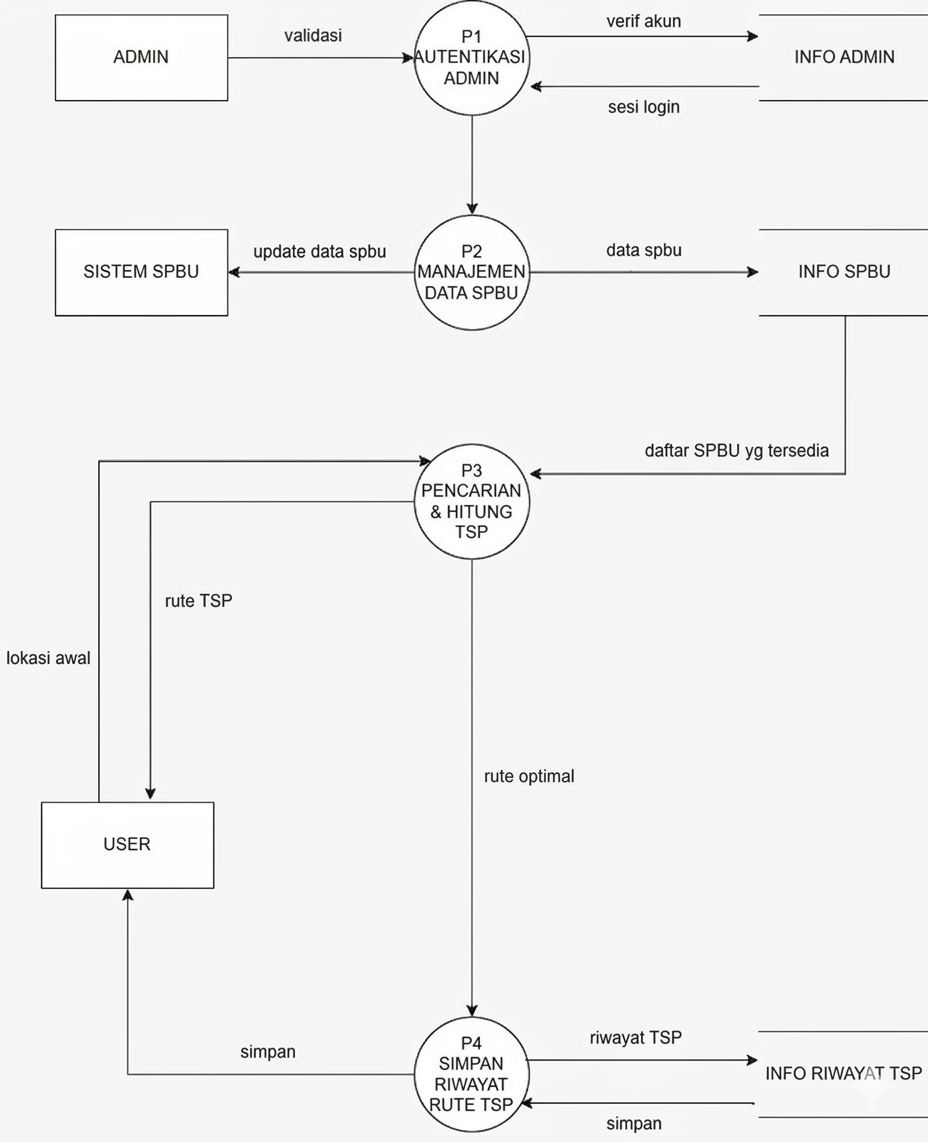 ADMIN
validasi
P1
AUTENTIKASI
ADMIN
verif akun
sesi login
INFO ADMIN
SISTEM SPBU
update data spbu
P2
MANAJEMEN
DATA SPBU
data spbu
INFO SPBU
daftar SPBU yg tersedia
P3
PENCARIAN
& HITUNG
TSP
rute TSP
lokasi awal
rute optimal
USER
simpan
P4
SIMPAN
RIWAYAT
RUTE TSP
riwayat TSP
simpan
INFO RIWAYAT TSP